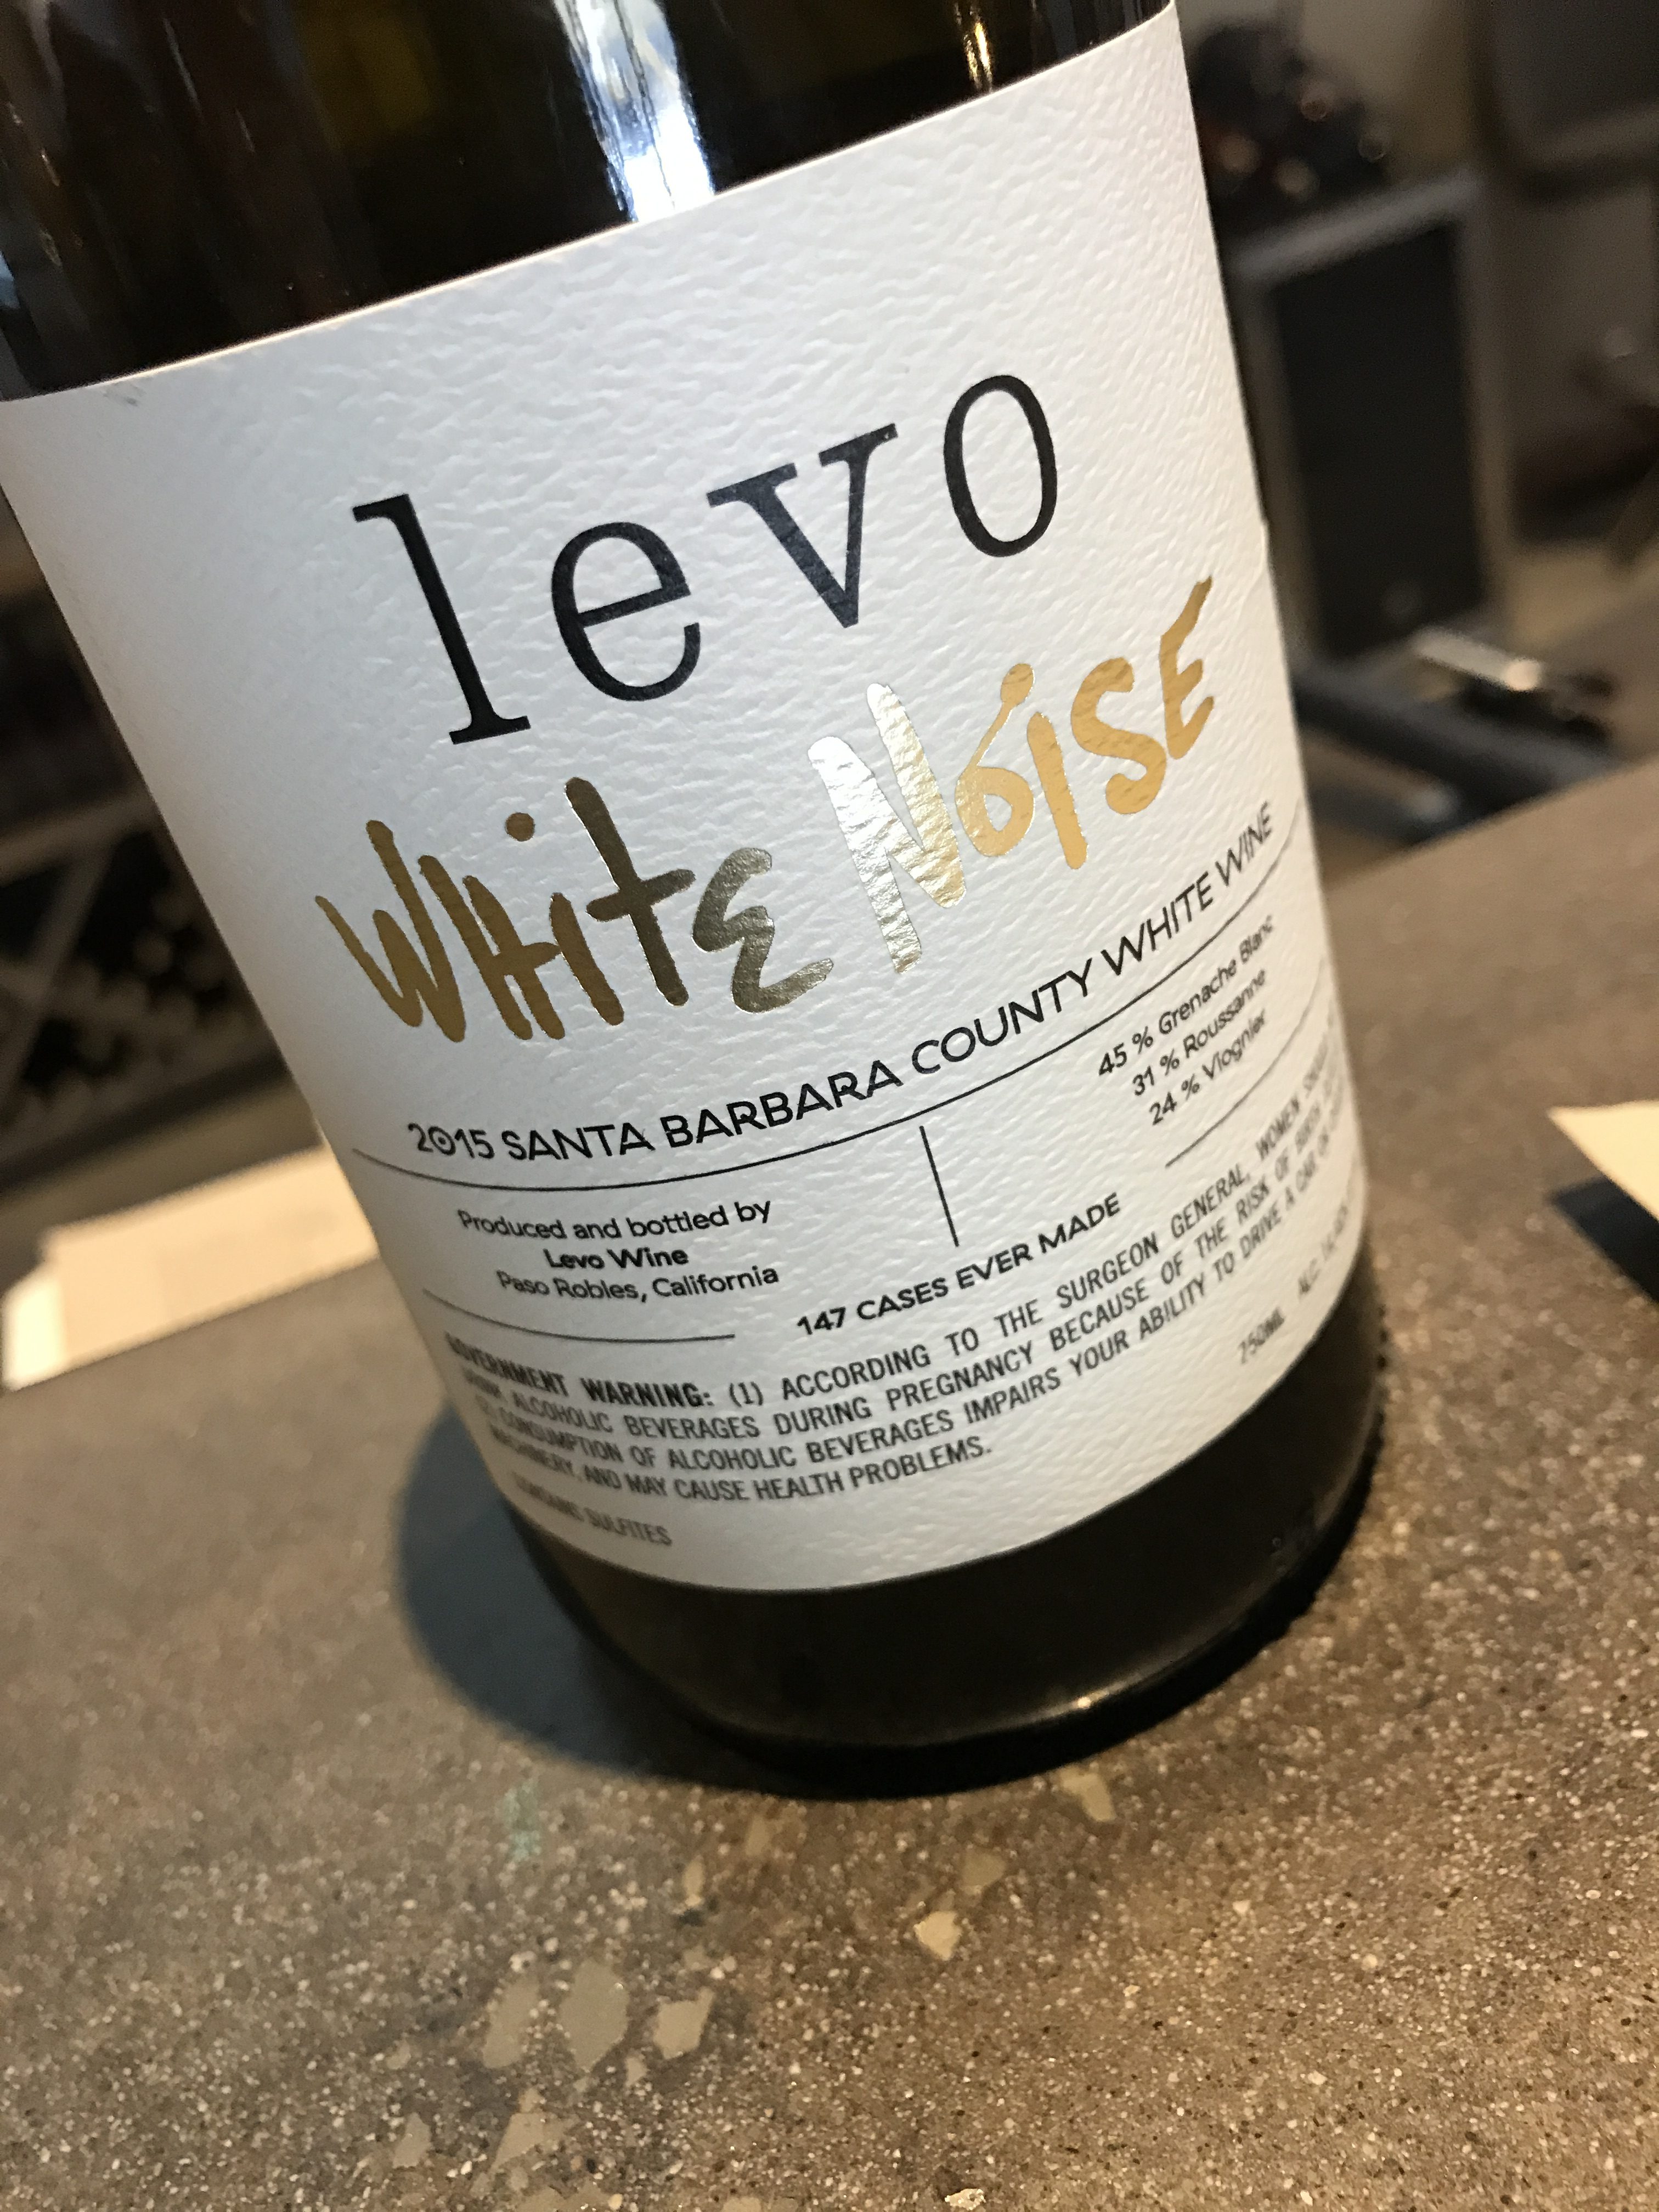 levo
WHitE NOISE
2015 SANTA BARBARA COUNTY WHITE WINE
Produced and bottled by
Levo Wine
Paso Robles, California
45 % Grenache Blanc
31 % Roussanne
24 % Viognier
147 CASES EVER MADE
GOVERNMENT WARNING: (1) ACCORDING TO THE SURGEON GENERAL, WOMEN SHOULD
DRINK ALCOHOLIC BEVERAGES DURING PREGNANCY BECAUSE OF THE RISK OF BIRTH
(2) CONSUMPTION OF ALCOHOLIC BEVERAGES IMPAIRS YOUR ABILITY TO DRIVE A CAR OR
MACHINERY, AND MAY CAUSE HEALTH PROBLEMS.
CONTAINS SULFITES
750ML ALC.